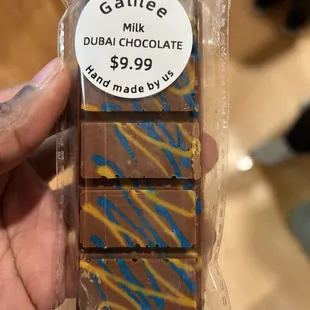 Galilee
Milk
DUBAI CHOCOLATE
$9.99
Hand made by us